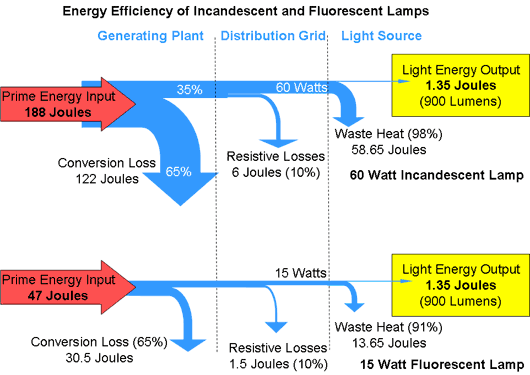 Energy Efficiency of Incandescent and Fluorescent Lamps
Generating Plant
Distribution Grid
Light Source
Prime Energy Input
188 Joules
35%
60 Watts
Light Energy Output
1.35 Joules
(900 Lumens)
Conversion Loss
122 Joules
65%
Resistive Losses
6 Joules (10%)
Waste Heat (98%)
58.65 Joules
60 Watt Incandescent Lamp
Prime Energy Input
47 Joules
15 Watts
Light Energy Output
1.35 Joules
(900 Lumens)
Conversion Loss (65%)
30.5 Joules
Resistive Losses
1.5 Joules (10%)
Waste Heat (91%)
13.65 Joules
15 Watt Fluorescent Lamp